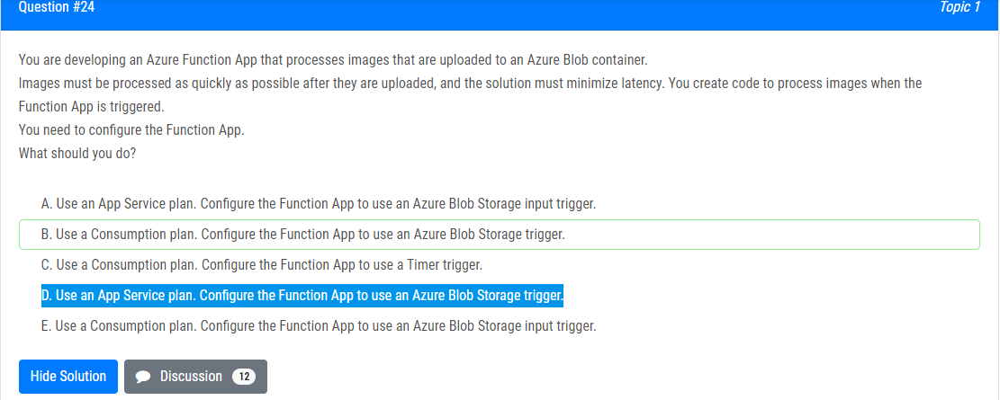 Question #24
Topic 1
You are developing an Azure Function App that processes images that are uploaded to an Azure Blob container.
Images must be processed as quickly as possible after they are uploaded, and the solution must minimize latency. You create code to process images when the
Function App is triggered.
You need to configure the Function App.
What should you do?
A. Use an App Service plan. Configure the Function App to use an Azure Blob Storage input trigger.
B. Use a Consumption plan. Configure the Function App to use an Azure Blob Storage trigger.
C. Use a Consumption plan. Configure the Function App to use a Timer trigger.
D. Use an App Service plan. Configure the Function App to use an Azure Blob Storage trigger.
E. Use a Consumption plan. Configure the Function App to use an Azure Blob Storage input trigger.
Hide Solution
Discussion 12